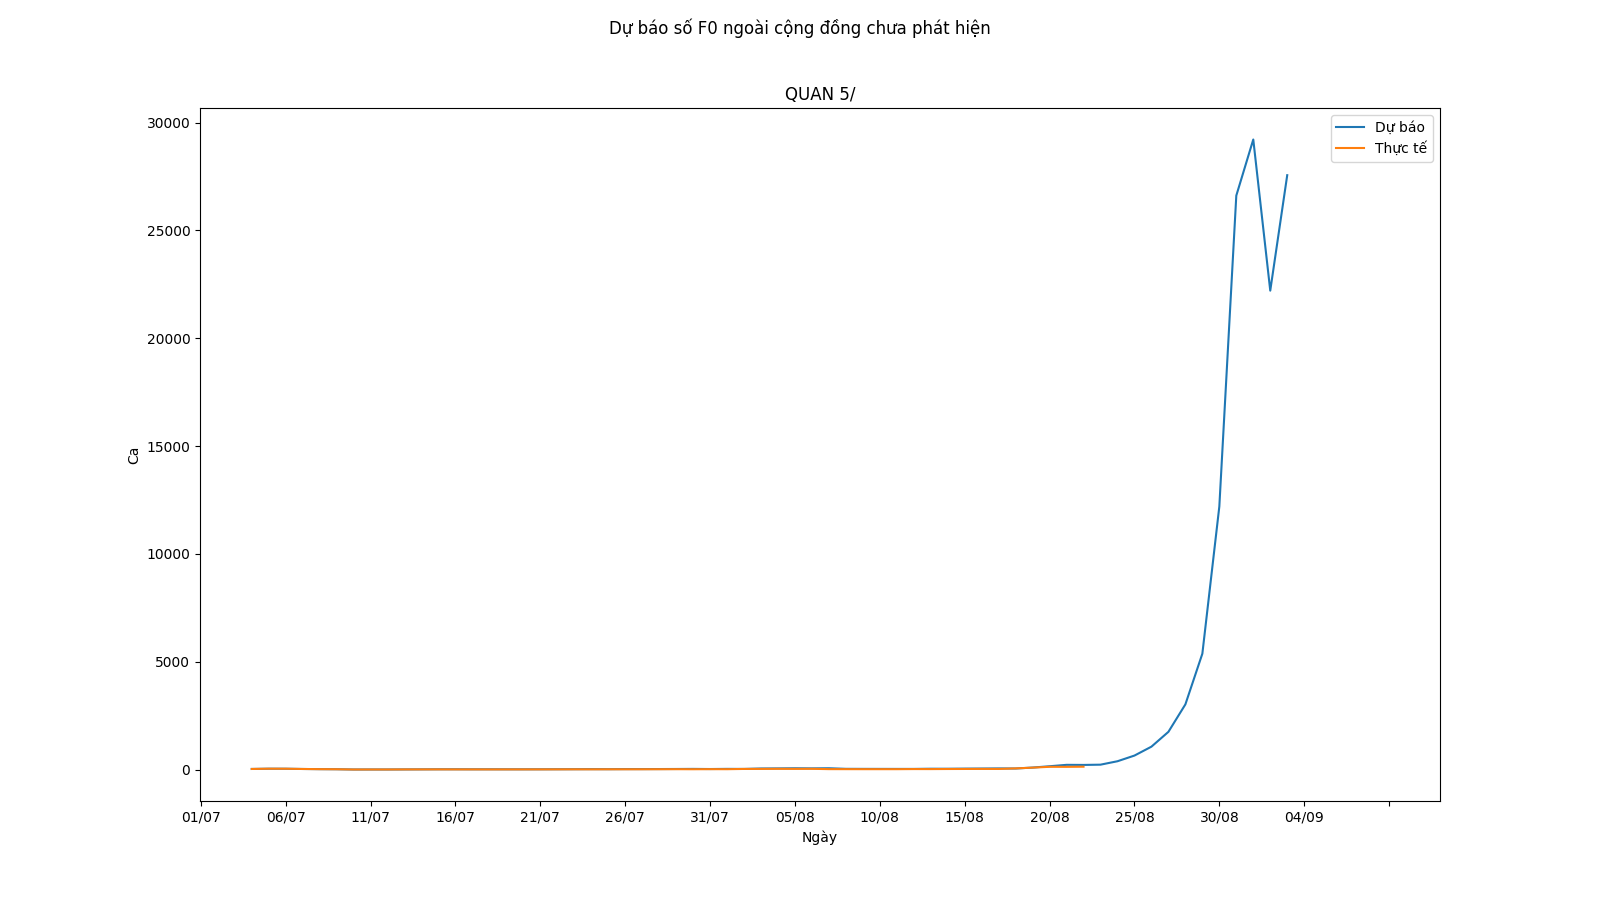 Dự báo số F0 ngoài cộng đồng chưa phát hiện
QUAN 5/
Dự báo
Thực tế
30000
25000
20000
15000
10000
5000
0
Ca
01/07 06/07 11/07 16/07 21/07 26/07 31/07 05/08 10/08 15/08 20/08 25/08 30/08 04/09
Ngày